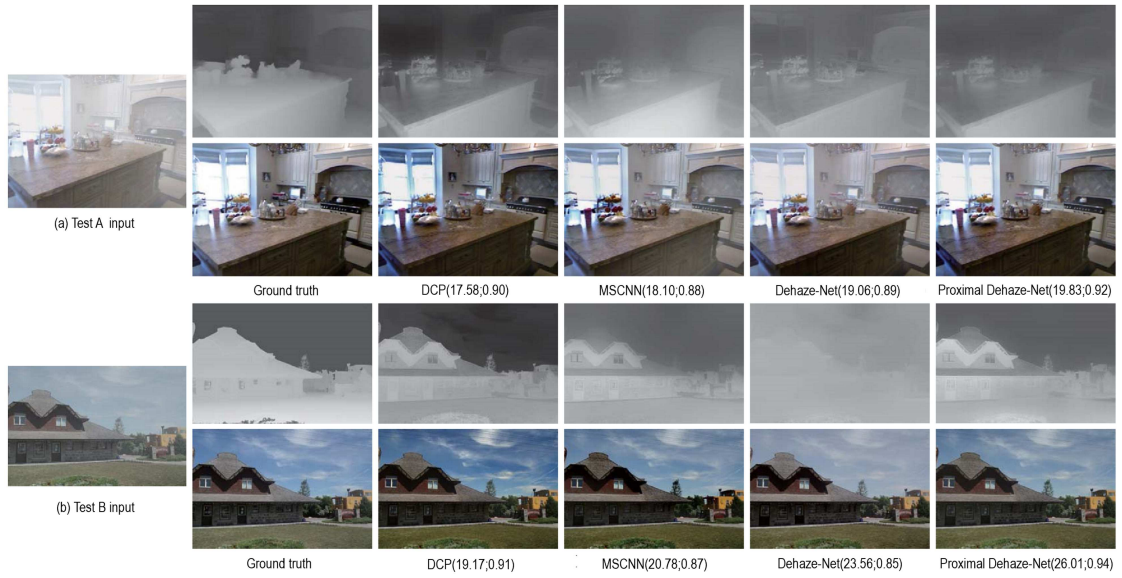 (a) Test A input
Ground truth
DCP(17.58;0.90)
MSCNN(18.10;0.88)
Dehaze-Net(19.06;0.89)
Proximal Dehaze-Net(19.83;0.92)
(b) Test B input
Ground truth
DCP(19.17;0.91)
MSCNN(20.78;0.87)
Dehaze-Net(23.56;0.85)
Proximal Dehaze-Net(26.01;0.94)